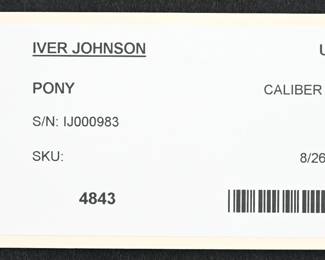 IVER JOHNSON U
PONY CALIBER
S/N: IJ000983
SKU: 8/26
4843